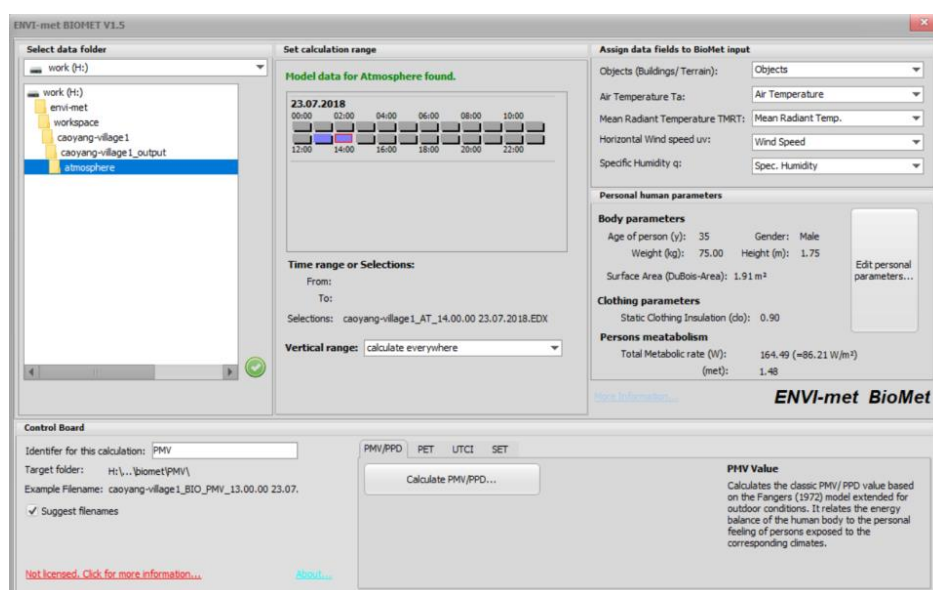 ENVI-met BIOMET V1.5
Select data folder
work (H:)
work (H:)
envi-met
workspace
caoyang-village1
caoyang-village1_output
atmosphere
Set calculation range
Model data for Atmosphere found.
23.07.2018
00:00 02:00 04:00 06:00 08:00 10:00
12:00 14:00 16:00 18:00 20:00 22:00
Time range or Selections:
From:
To:
Selections: caoyang-village1_AT_14.00.00 23.07.2018.EDX
Vertical range: calculate everywhere
Assign data fields to BioMet input
Objects (Buildings/Terrain): Objects
Air Temperature Ta: Air Temperature
Mean Radiant Temperature TMRT: Mean Radiant Temp.
Horizontal Wind speed uv: Wind Speed
Specific Humidity q: Spec. Humidity
Personal human parameters
Body parameters
Age of person (y): 35 Gender: Male
Weight (kg): 75.00 Height (m): 1.75
Surface Area (DuBois-Area): 1.91 m²
Clothing parameters
Static Clothing Insulation (clo): 0.90
Persons meatabolism
Total Metabolic rate (W): 164.49 (=86.21 W/m²)
(met): 1.48
Edit personal
parameters...
More Information...
ENVI-met BioMet
Control Board
Identifer for this calculation: PMV
Target folder: H:\...\biomet\PMV\
Example Filename: caoyang-village1_BIO_PMV_13.00.00 23.07.
Suggest filenames
Not licensed. Click for more information...
About...
PMV/PPD PET UTCI SET
Calculate PMV/PPD...
PMV Value
Calculates the classic PMV/PPD value based
on the Fangers (1972) model extended for
outdoor conditions. It relates the energy
balance of the human body to the personal
feeling of persons exposed to the
corresponding climates.